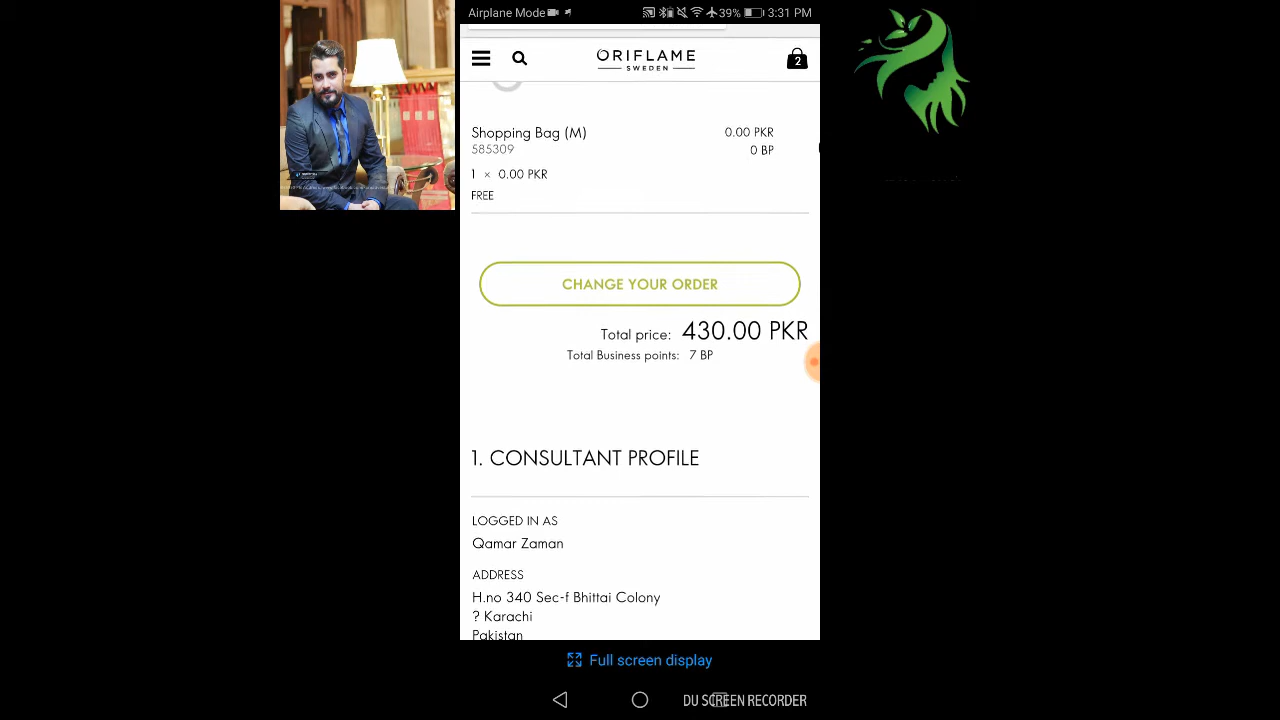 Airplane Mode
39%
3:31 PM
ORIFLAME
SWEDEN
2
Shopping Bag (M)
0.00 PKR
585309
0 BP
1 × 0.00 PKR
FREE
CHANGE YOUR ORDER
Total price: 430.00 PKR
Total Business points: 7 BP
1. CONSULTANT PROFILE
LOGGED IN AS
Qamar Zaman
ADDRESS
H.no 340 Sec-f Bhittai Colony
? Karachi
Pakistan
Full screen display
DU SCREEN RECORDER